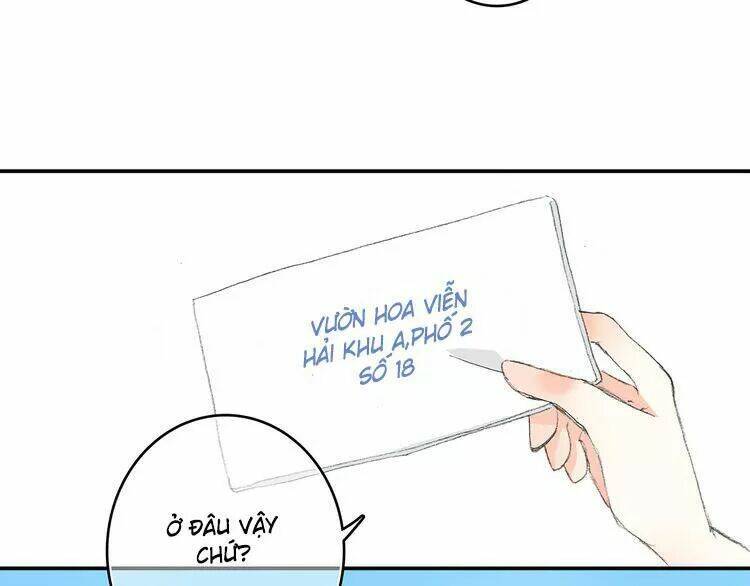 VƯỜN HOA VIỄN
HẢI KHU A,PHỐ 2
SỐ 18
Ở ĐÂU VẬY
CHỨ?